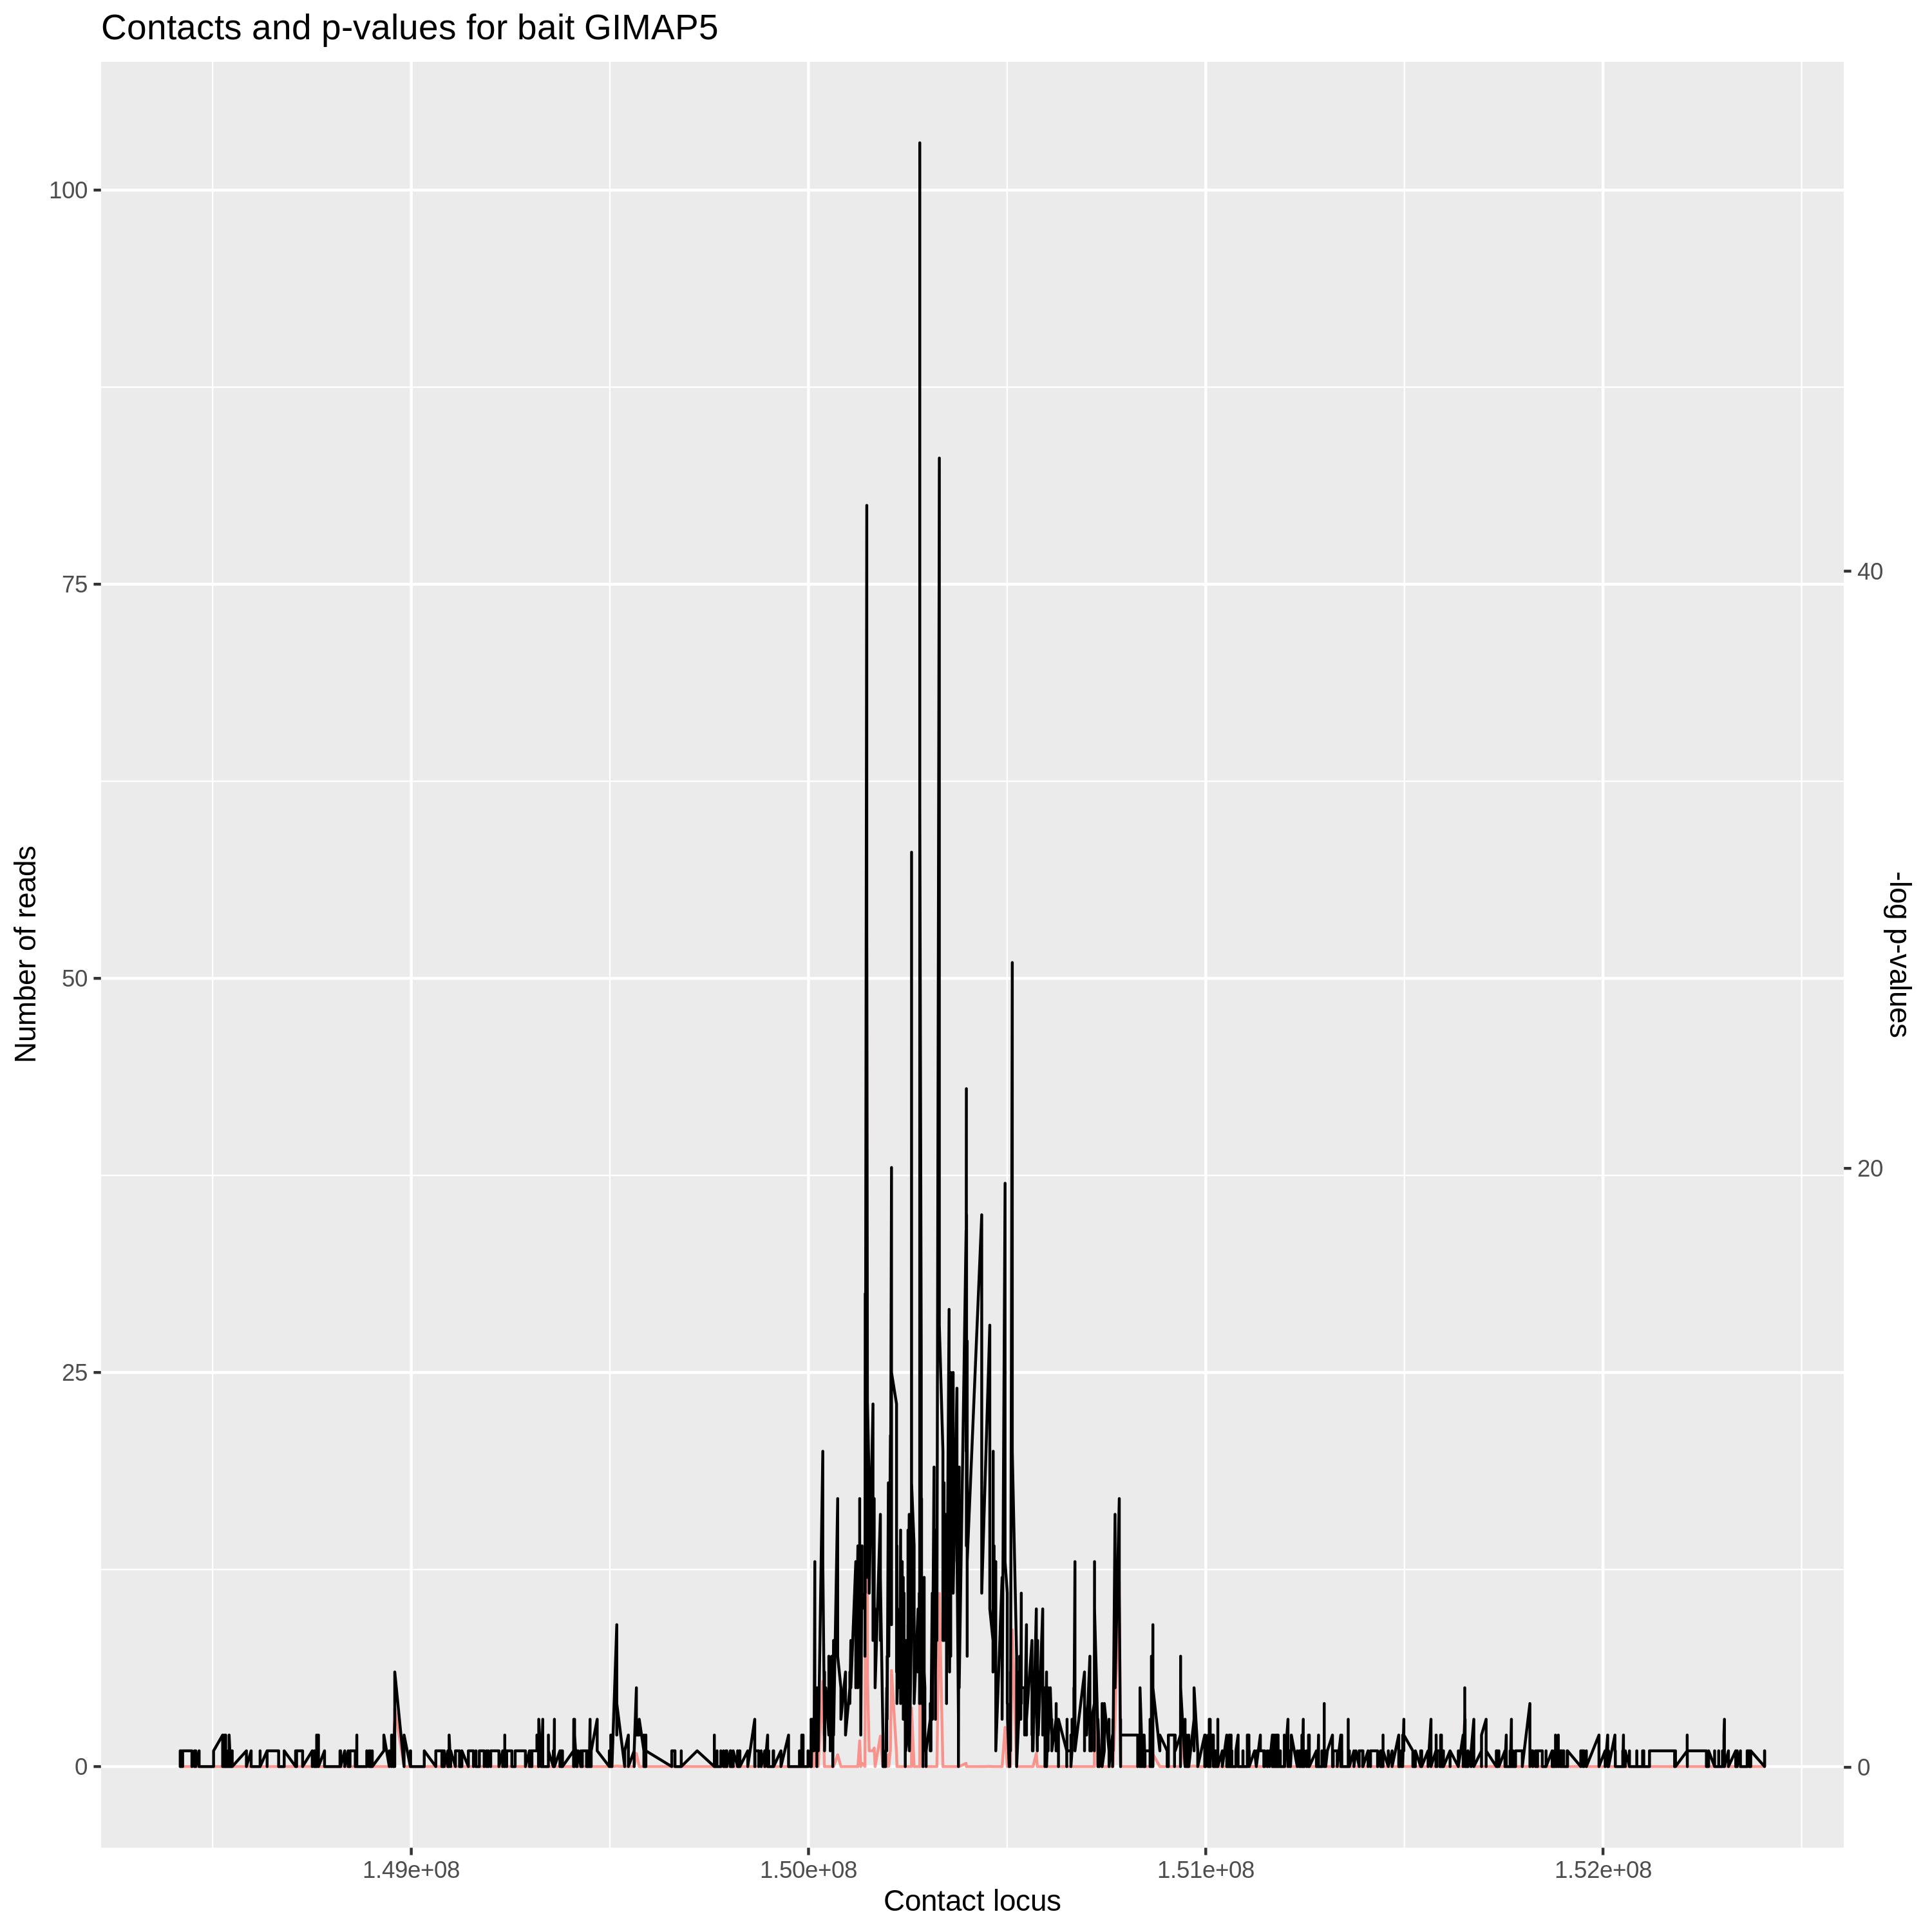 Contacts and p-values for bait GIMAP5
100
75
50
25
0
Number of reads
40
20
0
-log p-values
1.49e+08
1.50e+08
1.51e+08
1.52e+08
Contact locus